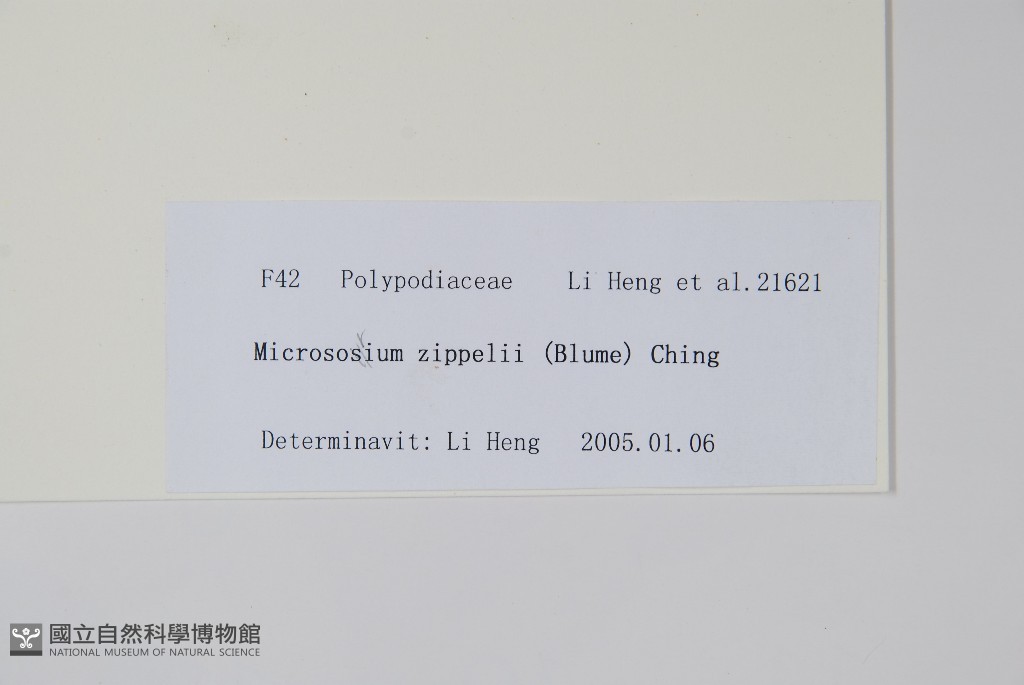 F42 Polypodiaceae Li Heng et al. 21621
Micrososium zippelii (Blume) Ching
Determinavit: Li Heng 2005.01.06
國立自然科學博物館
NATIONAL MUSEUM OF NATURAL SCIENCE